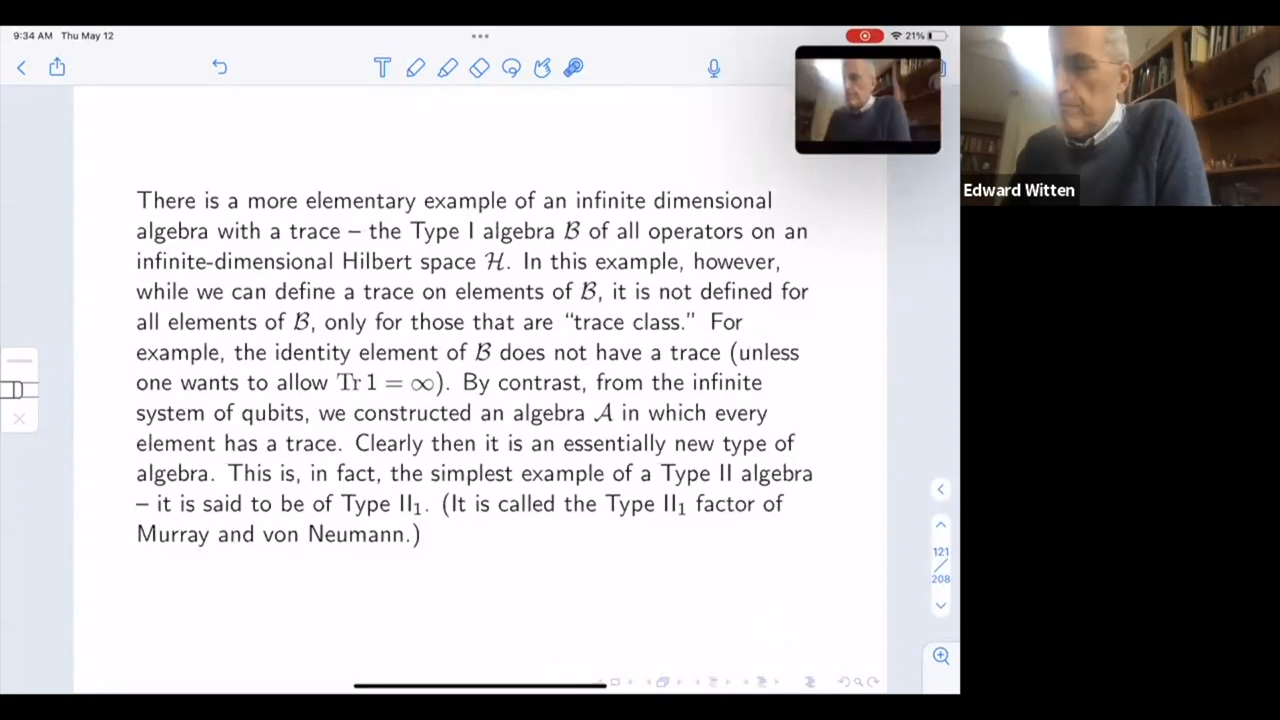 9:34 AM Thu May 12
21%
There is a more elementary example of an infinite dimensional
algebra with a trace – the Type I algebra ℬ of all operators on an
infinite-dimensional Hilbert space ℋ. In this example, however,
while we can define a trace on elements of ℬ, it is not defined for
all elements of ℬ, only for those that are “trace class.” For
example, the identity element of ℬ does not have a trace (unless
one wants to allow Tr 1 = ∞). By contrast, from the infinite
system of qubits, we constructed an algebra 𝒜 in which every
element has a trace. Clearly then it is an essentially new type of
algebra. This is, in fact, the simplest example of a Type II algebra
– it is said to be of Type II₁. (It is called the Type II₁ factor of
Murray and von Neumann.)
121
/
208
Edward Witten